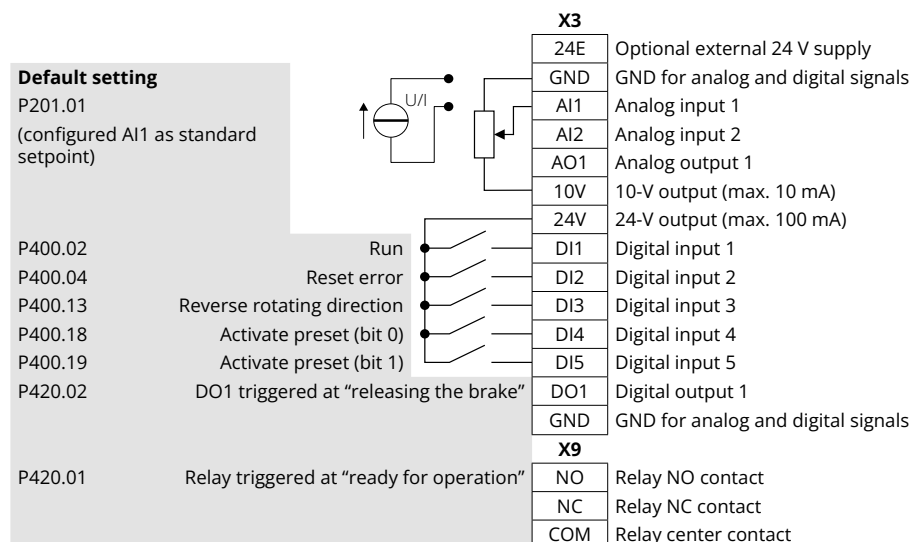 X3
24E Optional external 24 V supply
Default setting GND GND for analog and digital signals
P201.01 U/I AI1 Analog input 1
(configured AI1 as standard AI2 Analog input 2
setpoint) AO1 Analog output 1
10V 10-V output (max. 10 mA)
24V 24-V output (max. 100 mA)
P400.02 Run DI1 Digital input 1
P400.04 Reset error DI2 Digital input 2
P400.13 Reverse rotating direction DI3 Digital input 3
P400.18 Activate preset (bit 0) DI4 Digital input 4
P400.19 Activate preset (bit 1) DI5 Digital input 5
P420.02 DO1 triggered at “releasing the brake” DO1 Digital output 1
GND GND for analog and digital signals
X9
P420.01 Relay triggered at “ready for operation” NO Relay NO contact
NC Relay NC contact
COM Relay center contact